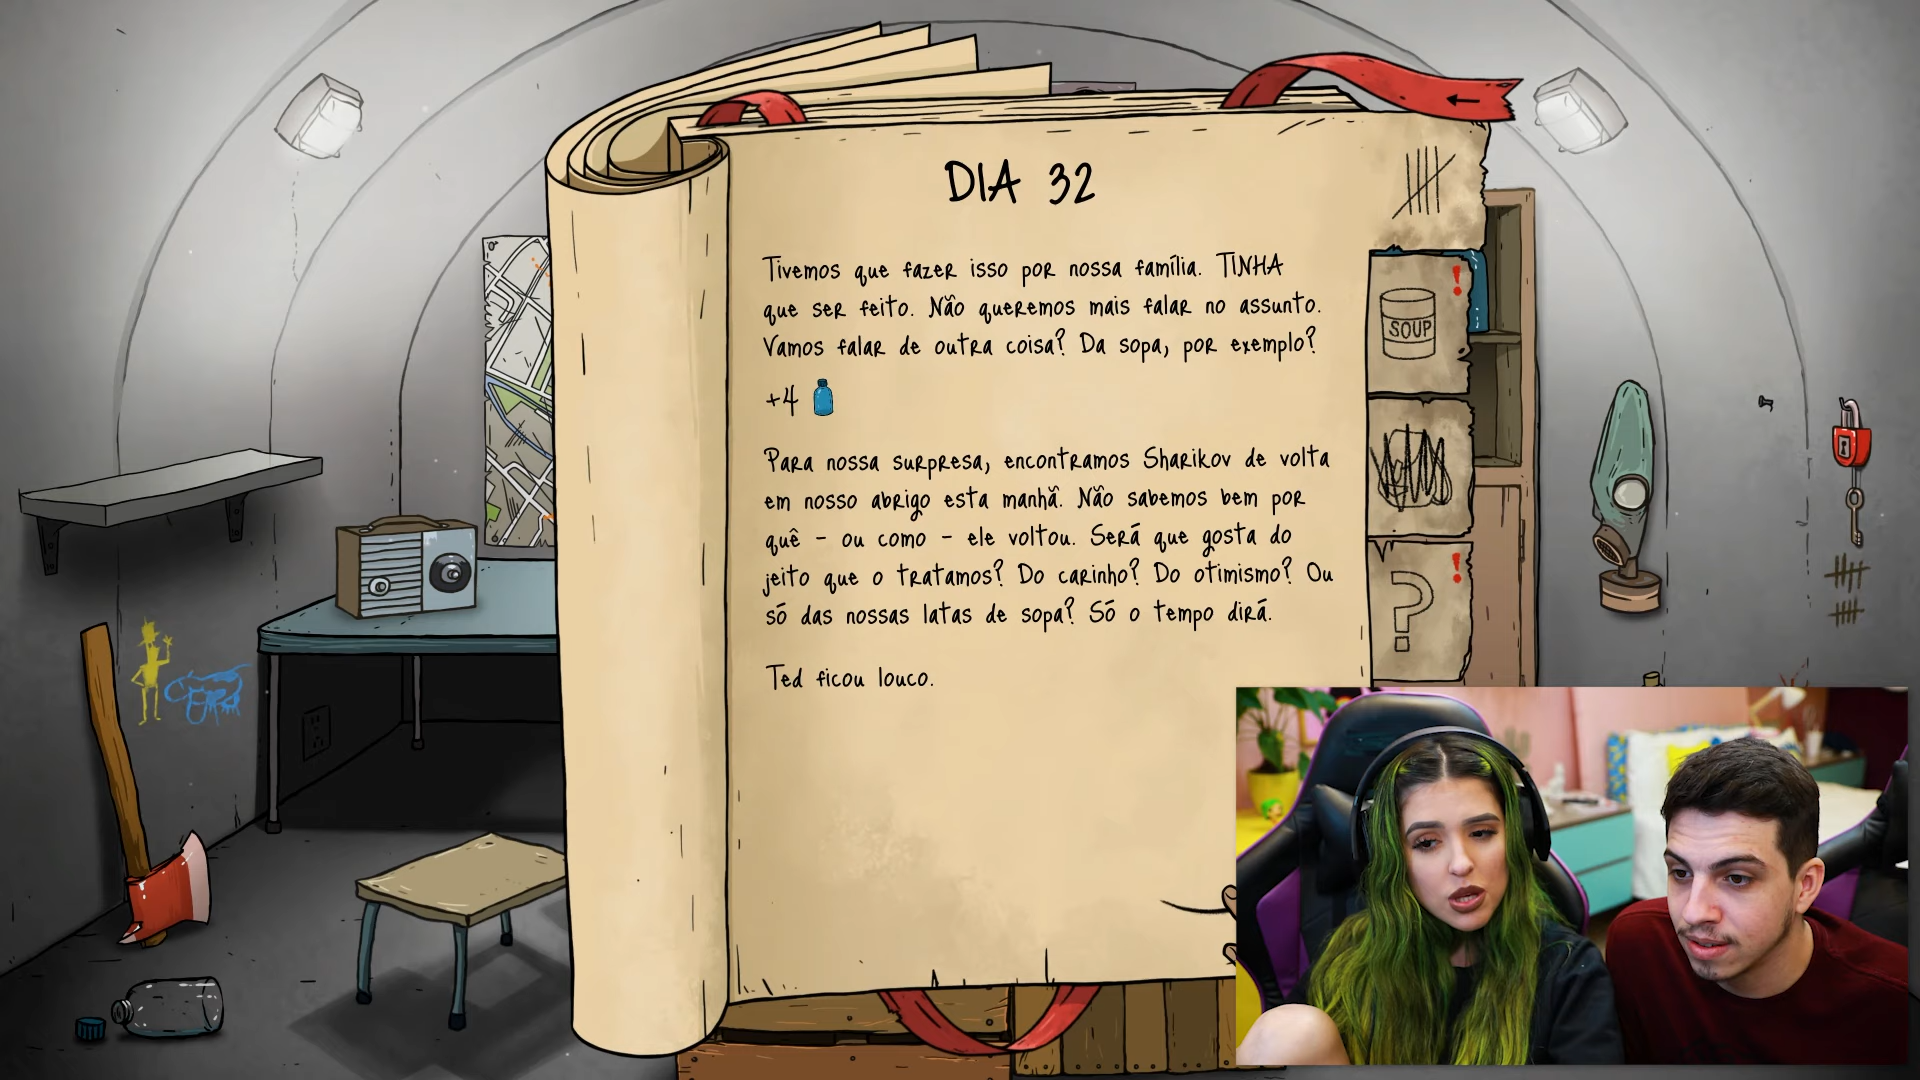 DIA 32
Tivemos que fazer isso por nossa família. TINHA
que ser feito. Não queremos mais falar no assunto.
Vamos falar de outra coisa? Da sopa, por exemplo?
+4
Para nossa surpresa, encontramos Sharikov de volta
em nosso abrigo esta manhã. Não sabemos bem por
quê - ou como - ele voltou. Será que gosta do
jeito que o tratamos? Do carinho? Do otimismo? Ou
só das nossas latas de sopa? Só o tempo dirá.
Ted ficou louco.
SOUP
!
?
!